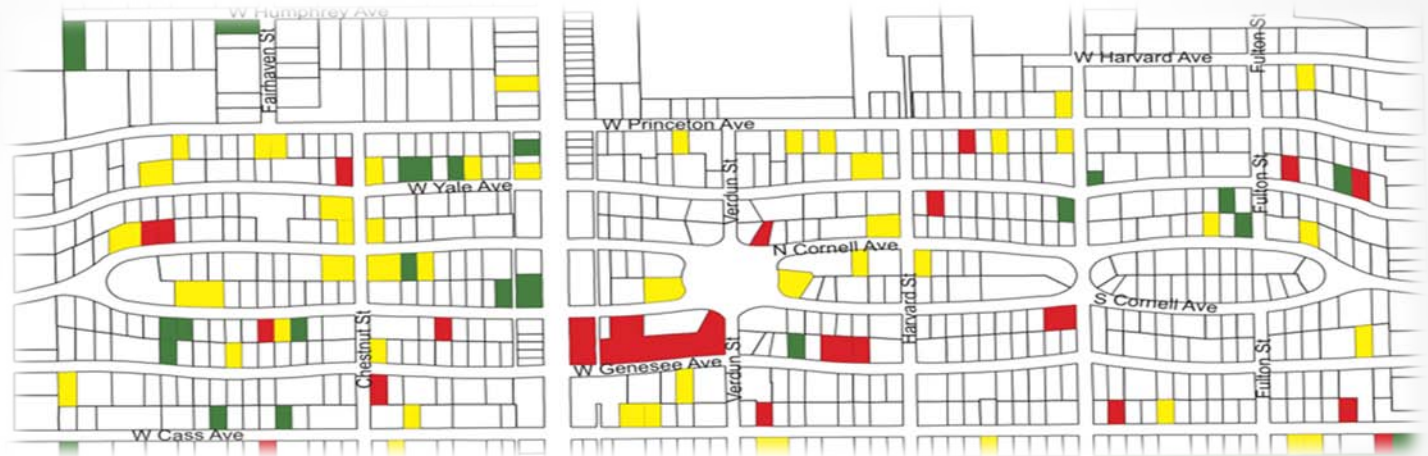 W Humphrey Ave
Fairhaven St
Fulton St
W Harvard Ave
W Princeton Ave
W Yale Ave
Verdun St
Fulton St
N Cornell Ave
Harvard St
S Cornell Ave
Chestnut St
W Genesee Ave
Verdun St
Fulton St
W Cass Ave